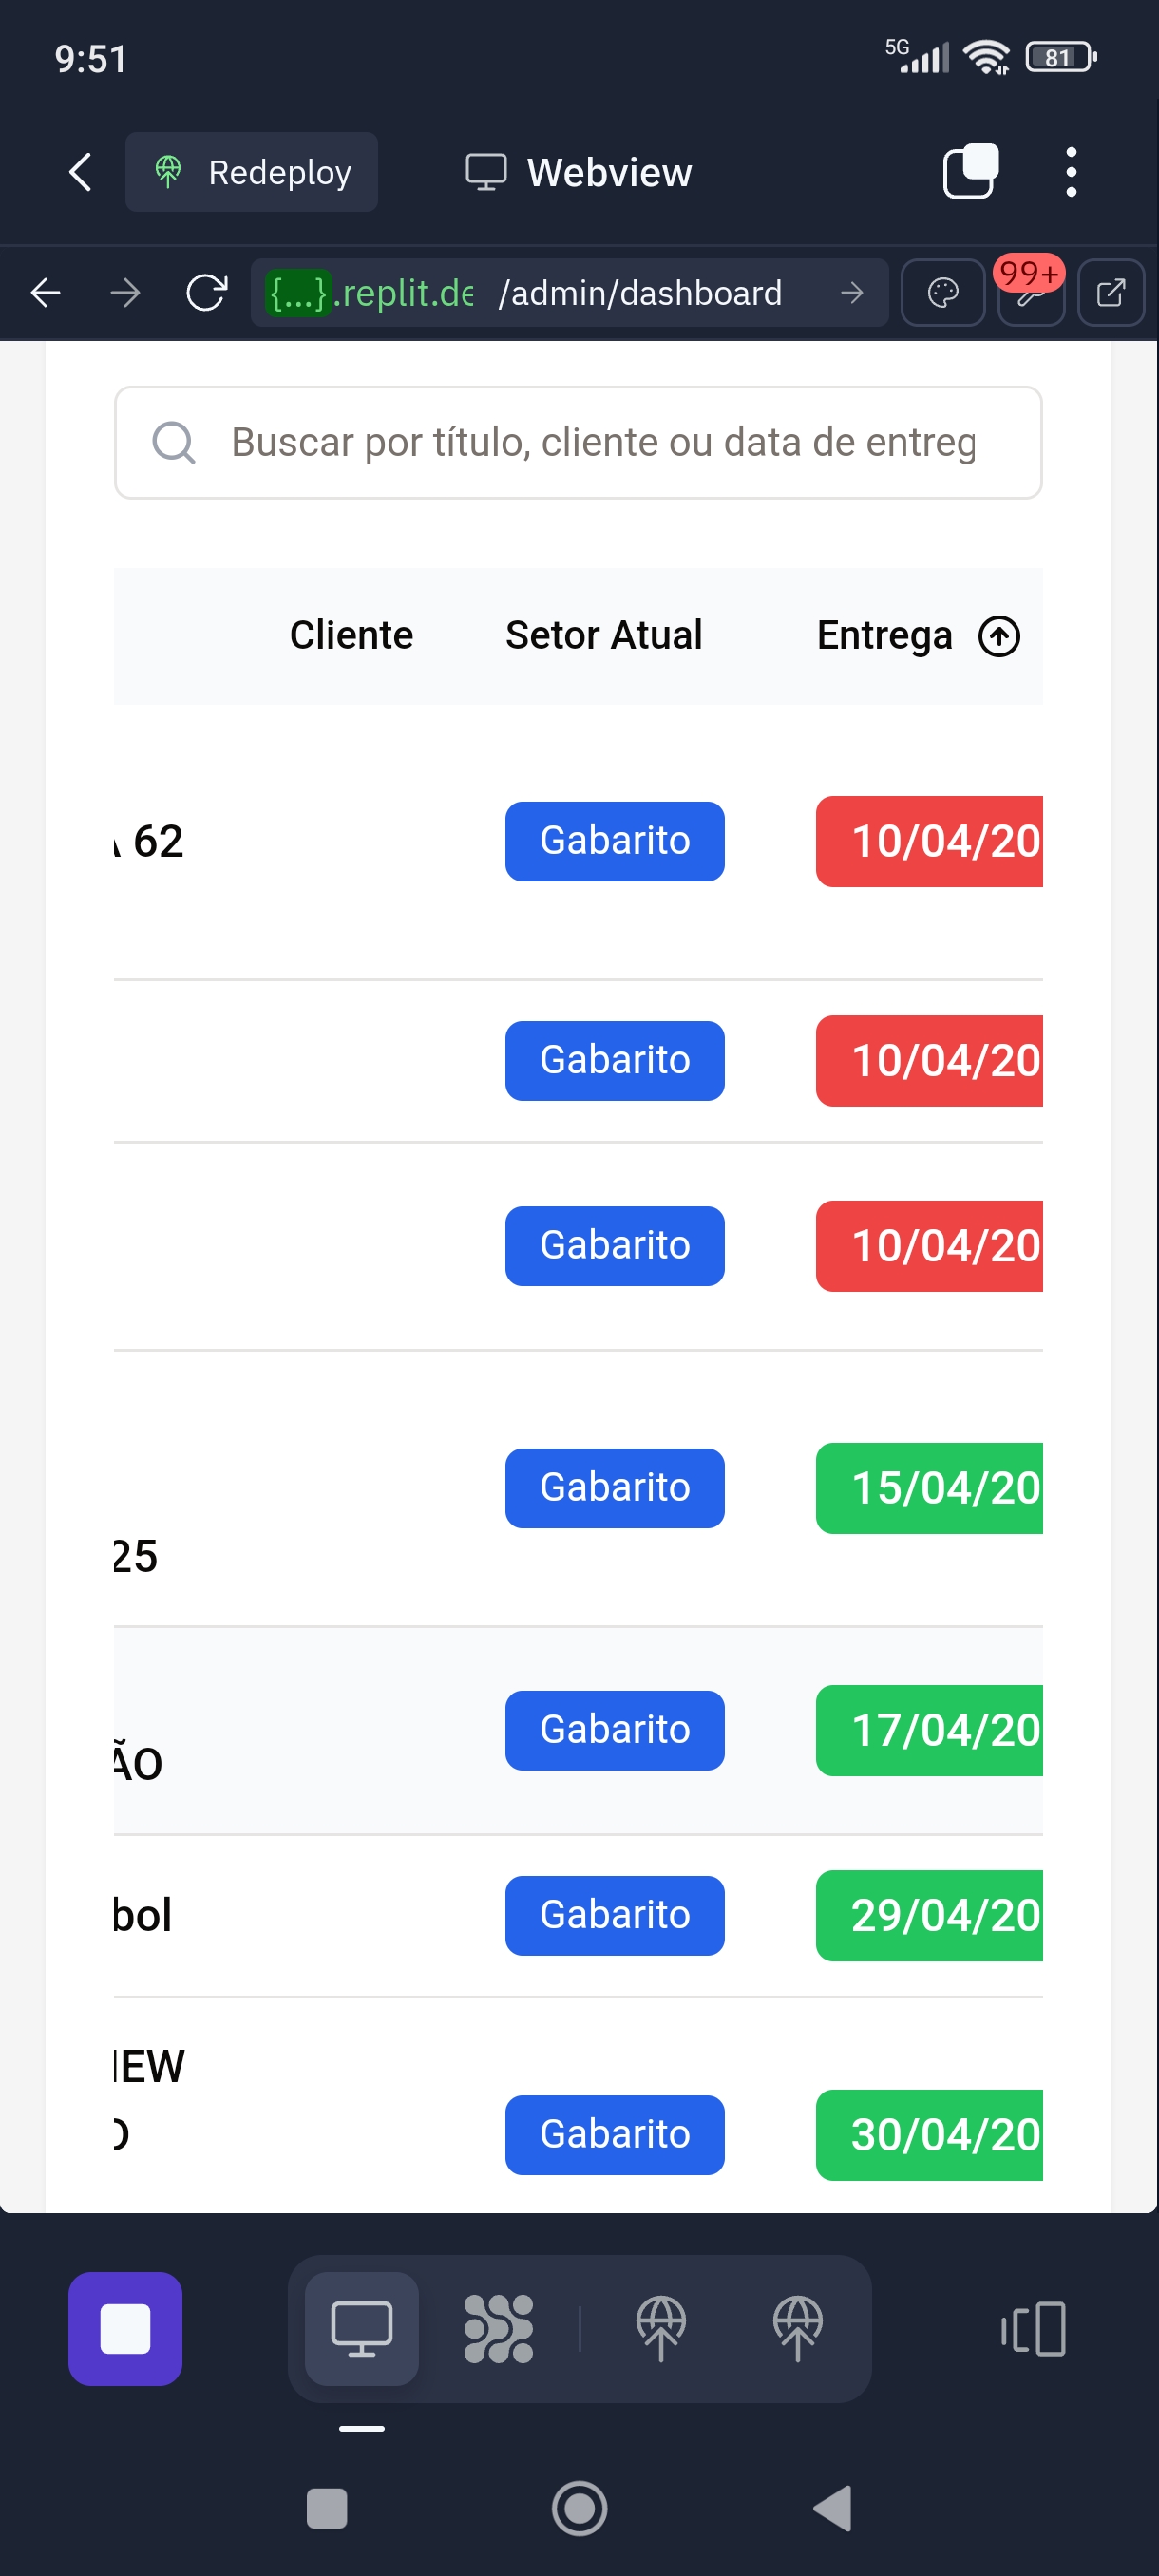 9:51
5G
81
Redeploy
Webview
{...}.replit.de /admin/dashboard
99+
Buscar por título, cliente ou data de entreg
Cliente Setor Atual Entrega
62 Gabarito 10/04/20
Gabarito 10/04/20
Gabarito 10/04/20
Gabarito 15/04/20
25
Gabarito 17/04/20
ÃO
bol Gabarito 29/04/20
EW
Gabarito 30/04/20